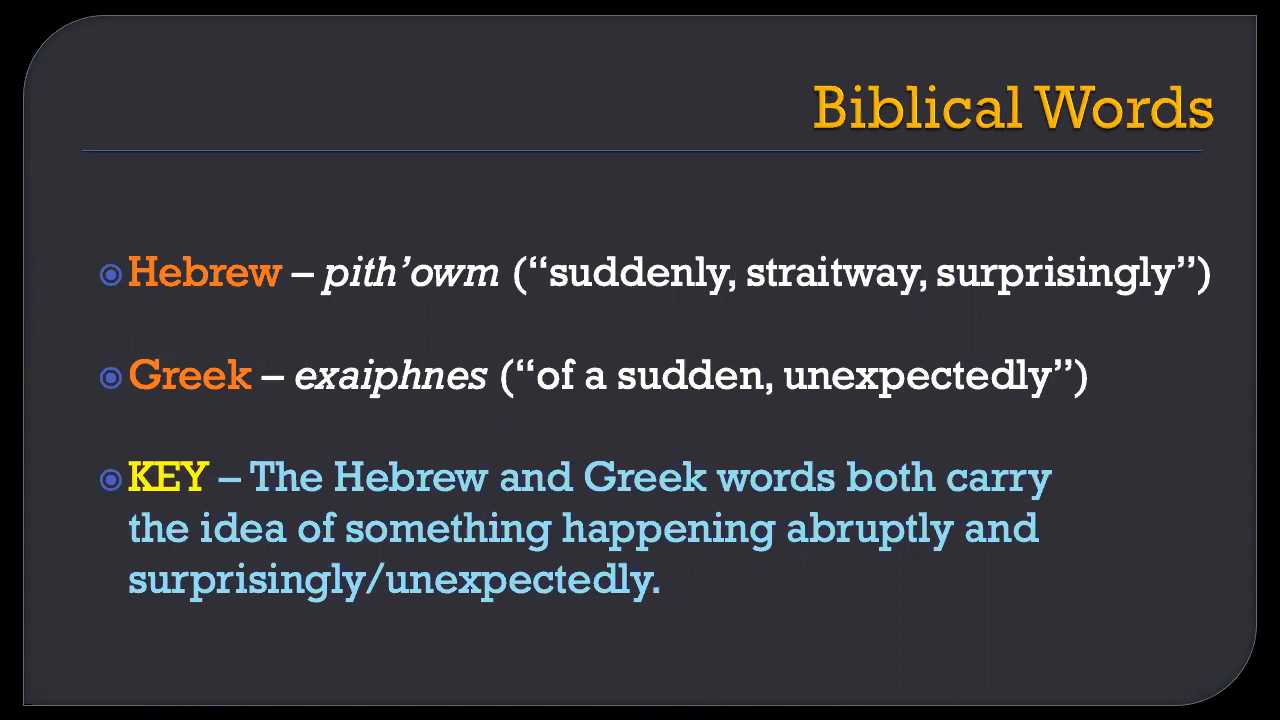 Biblical Words
Hebrew – pith’owm (“suddenly, straitway, surprisingly”)
Greek – exaiphnes (“of a sudden, unexpectedly”)
KEY – The Hebrew and Greek words both carry
the idea of something happening abruptly and
surprisingly/unexpectedly.